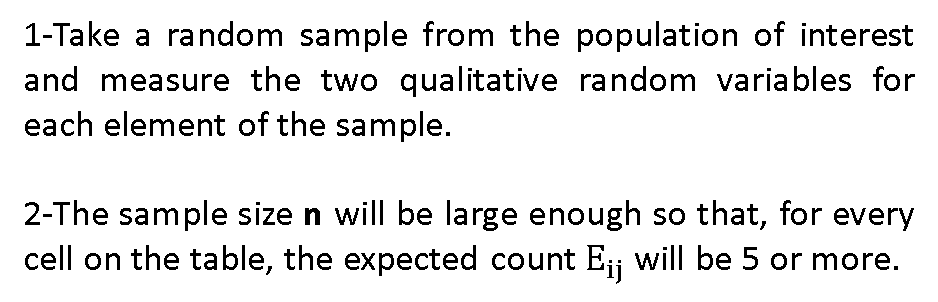 1-Take a random sample from the population of interest
and measure the two qualitative random variables for
each element of the sample.
2-The sample size n will be large enough so that, for every
cell on the table, the expected count Eij will be 5 or more.